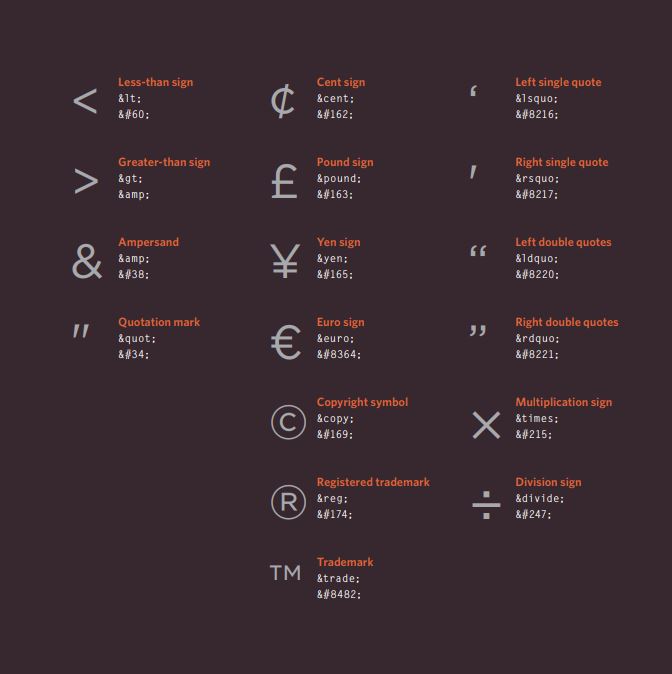 <
Less-than sign
&lt;
&#60;
>
Greater-than sign
&gt;
&amp;
&
Ampersand
&amp;
&#38;
"
Quotation mark
&quot;
&#34;
¢
Cent sign
&cent;
&#162;
£
Pound sign
&pound;
&#163;
¥
Yen sign
&yen;
&#165;
€
Euro sign
&euro;
&#8364;
©
Copyright symbol
&copy;
&#169;
®
Registered trademark
&reg;
&#174;
™
Trademark
&trade;
&#8482;
‘
Left single quote
&lsquo;
&#8216;
'
Right single quote
&rsquo;
&#8217;
“
Left double quotes
&ldquo;
&#8220;
”
Right double quotes
&rdquo;
&#8221;
×
Multiplication sign
&times;
&#215;
÷
Division sign
&divide;
&#247;